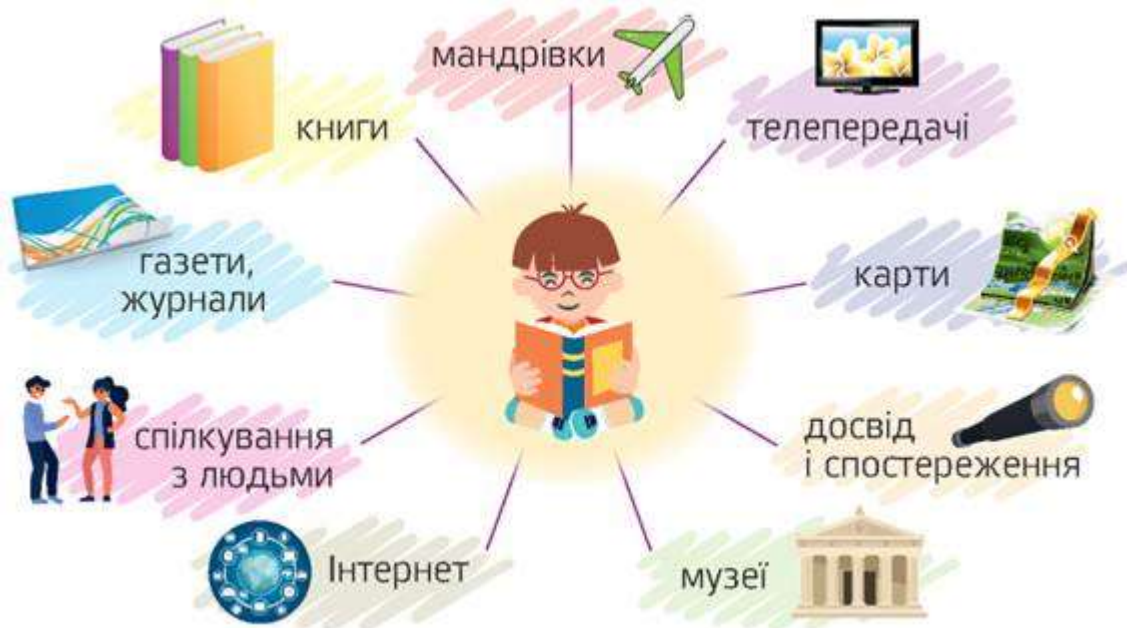 мандрівки
книги
телепередачі
газети,
журнали
карти
спілкування
з людьми
досвід
і спостереження
Інтернет
музеї